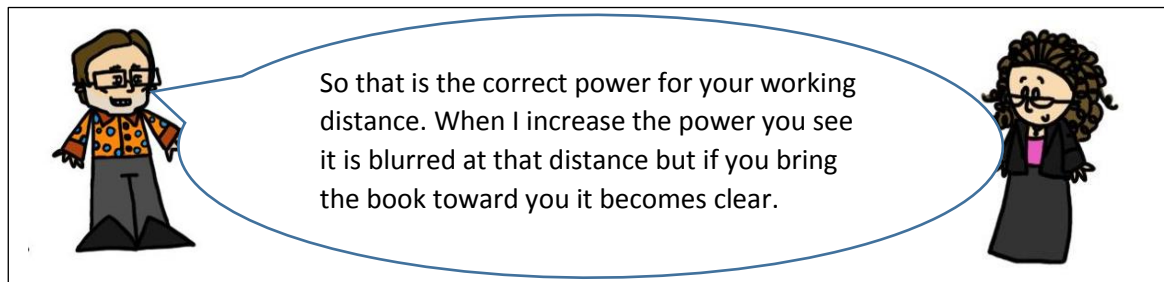 So that is the correct power for your working
distance. When I increase the power you see
it is blurred at that distance but if you bring
the book toward you it becomes clear.